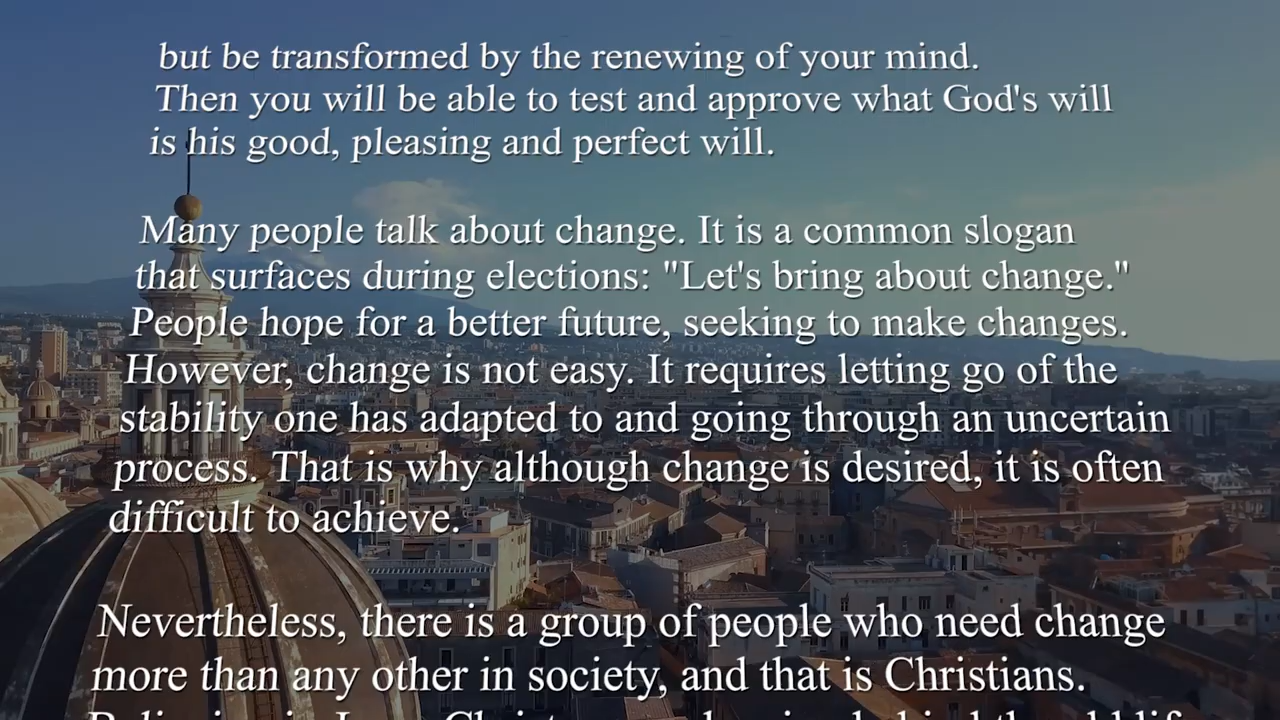 but be transformed by the renewing of your mind.
Then you will be able to test and approve what God's will
is his good, pleasing and perfect will.
Many people talk about change. It is a common slogan
that surfaces during elections: "Let's bring about change."
People hope for a better future, seeking to make changes.
However, change is not easy. It requires letting go of the
stability one has adapted to and going through an uncertain
process. That is why although change is desired, it is often
difficult to achieve.
Nevertheless, there is a group of people who need change
more than any other in society, and that is Christians.